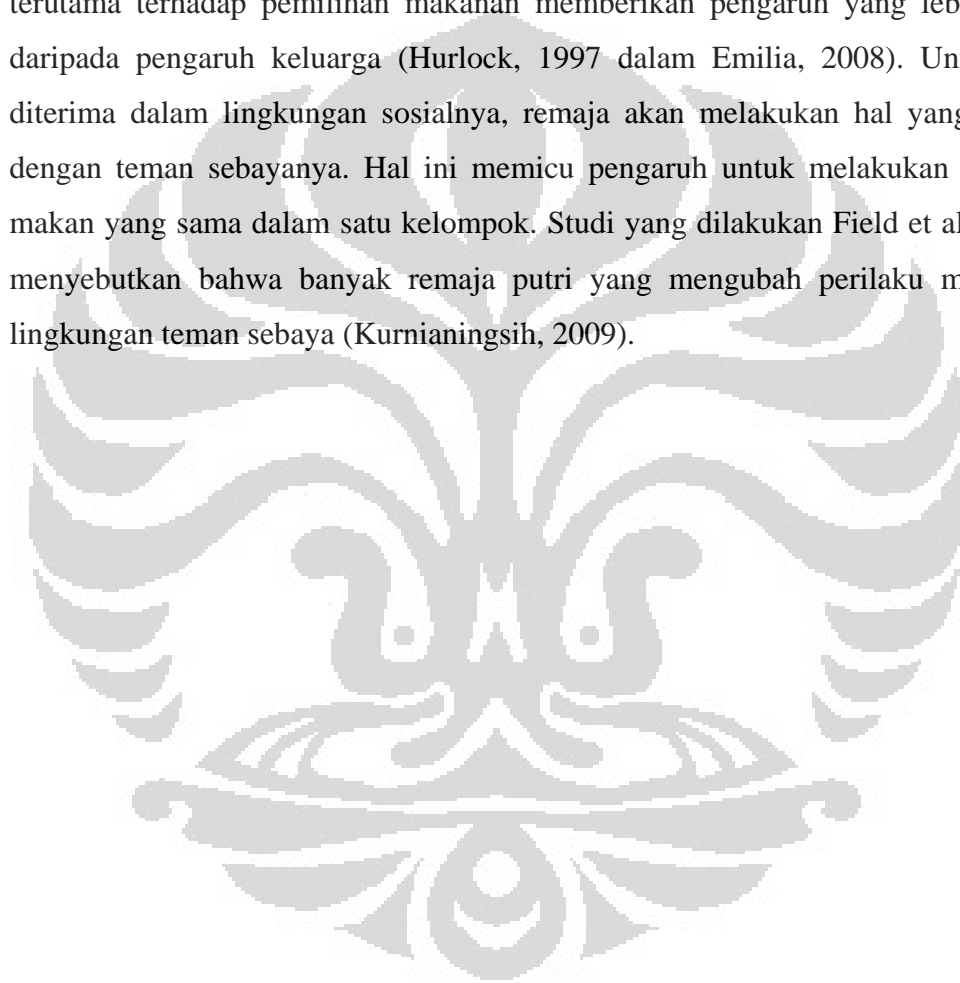 terutama terhadap pemilihan makanan memberikan pengaruh yang
daripada pengaruh keluarga (Hurlock, 1997 dalam Emilia, 2008).
diterima dalam lingkungan sosialnya, remaja akan melakukan hal yang
dengan teman sebayanya. Hal ini memicu pengaruh untuk melakukan
makan yang sama dalam satu kelompok. Studi yang dilakukan Field et al
menyebutkan bahwa banyak remaja putri yang mengubah perilaku
lingkungan teman sebaya (Kurnianingsih, 2009).